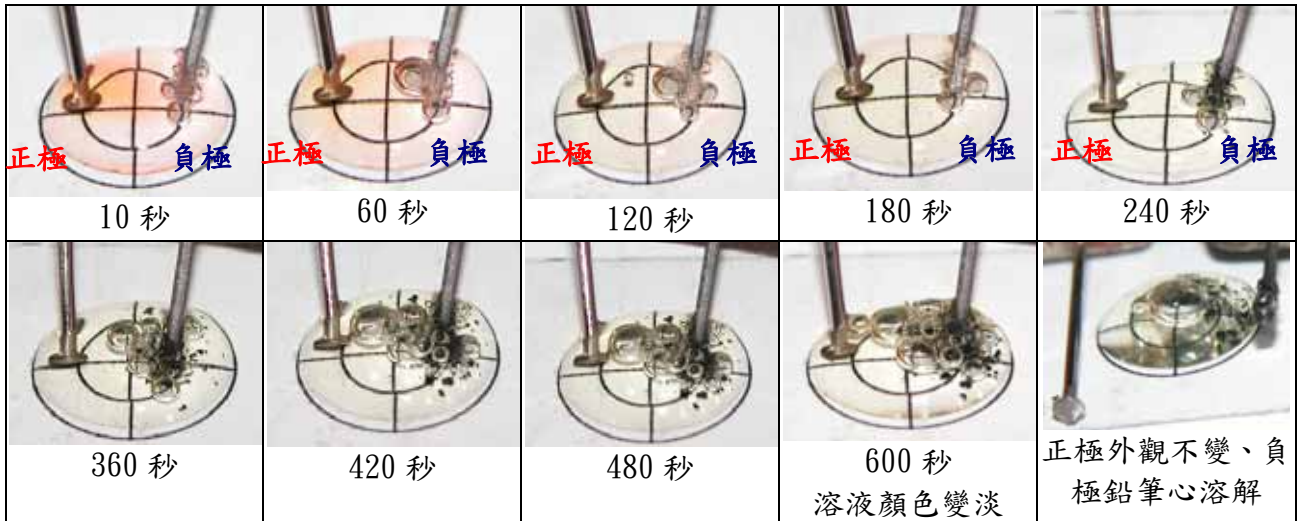 正極 負極
10 秒
正極 負極
60 秒
正極 負極
120 秒
正極 負極
180 秒
正極 負極
240 秒
360 秒
420 秒
480 秒
600 秒
溶液顏色變淡
正極外觀不變、負
極鉛筆心溶解